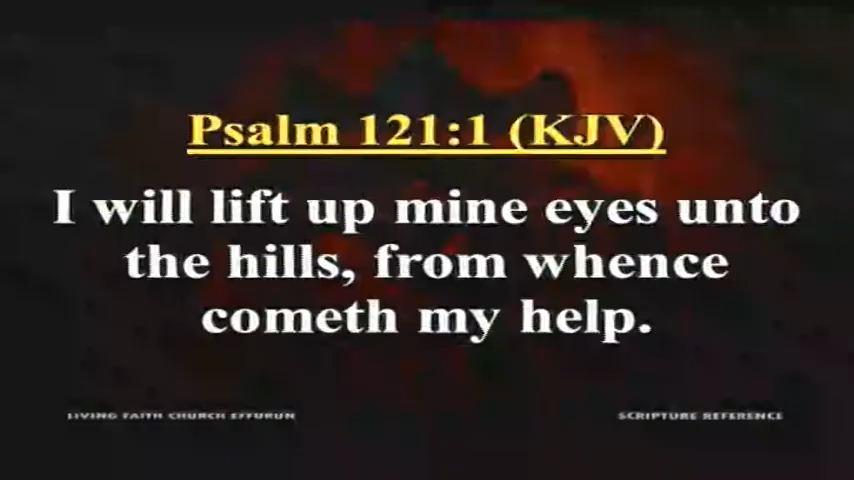 Psalm 121:1 (KJV)
I will lift up mine eyes unto
the hills, from whence
cometh my help.
LIVING FAITH CHURCH EFFURUN
SCRIPTURE REFERENCE